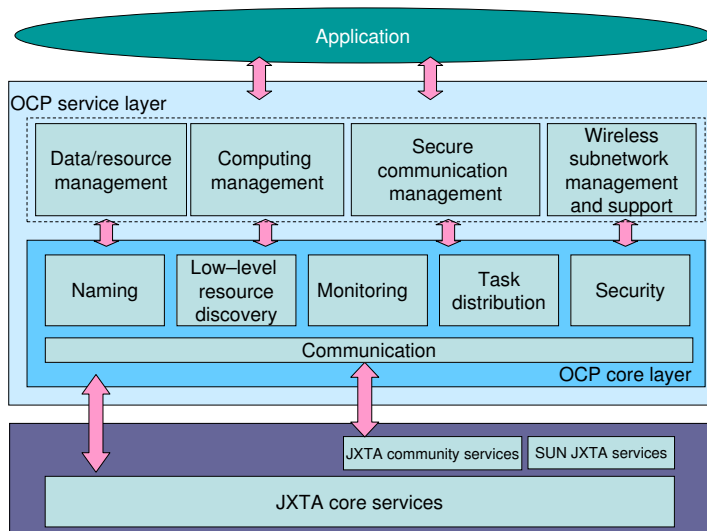 Application
OCP service layer
Data/resource
management
Computing
management
Secure
communication
management
Wireless
subnetwork
management
and support
Naming
Low–level
resource
discovery
Monitoring
Task
distribution
Security
Communication
OCP core layer
JXTA community services
SUN JXTA services
JXTA core services